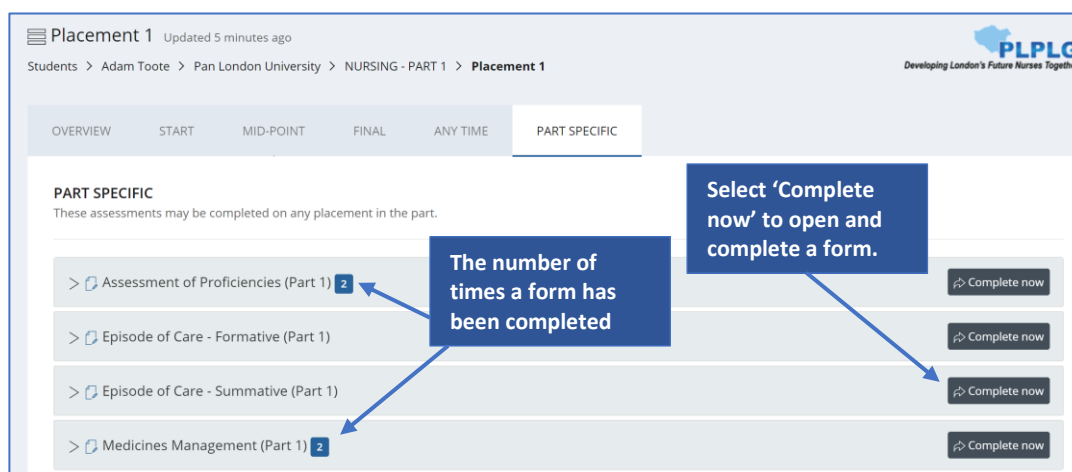 Placement 1 Updated 5 minutes ago
Students > Adam Toote > Pan London University > NURSING - PART 1 > Placement 1
PLPLG
Developing London's Future Nurses Togethe
OVERVIEW START MID-POINT FINAL ANY TIME PART SPECIFIC
PART SPECIFIC
These assessments may be completed on any placement in the part.
Select ‘Complete
now’ to open and
complete a form.
The number of
times a form has
been completed
> Assessment of Proficiencies (Part 1) 2 Complete now
> Episode of Care - Formative (Part 1) Complete now
> Episode of Care - Summative (Part 1) Complete now
> Medicines Management (Part 1) 2 Complete now